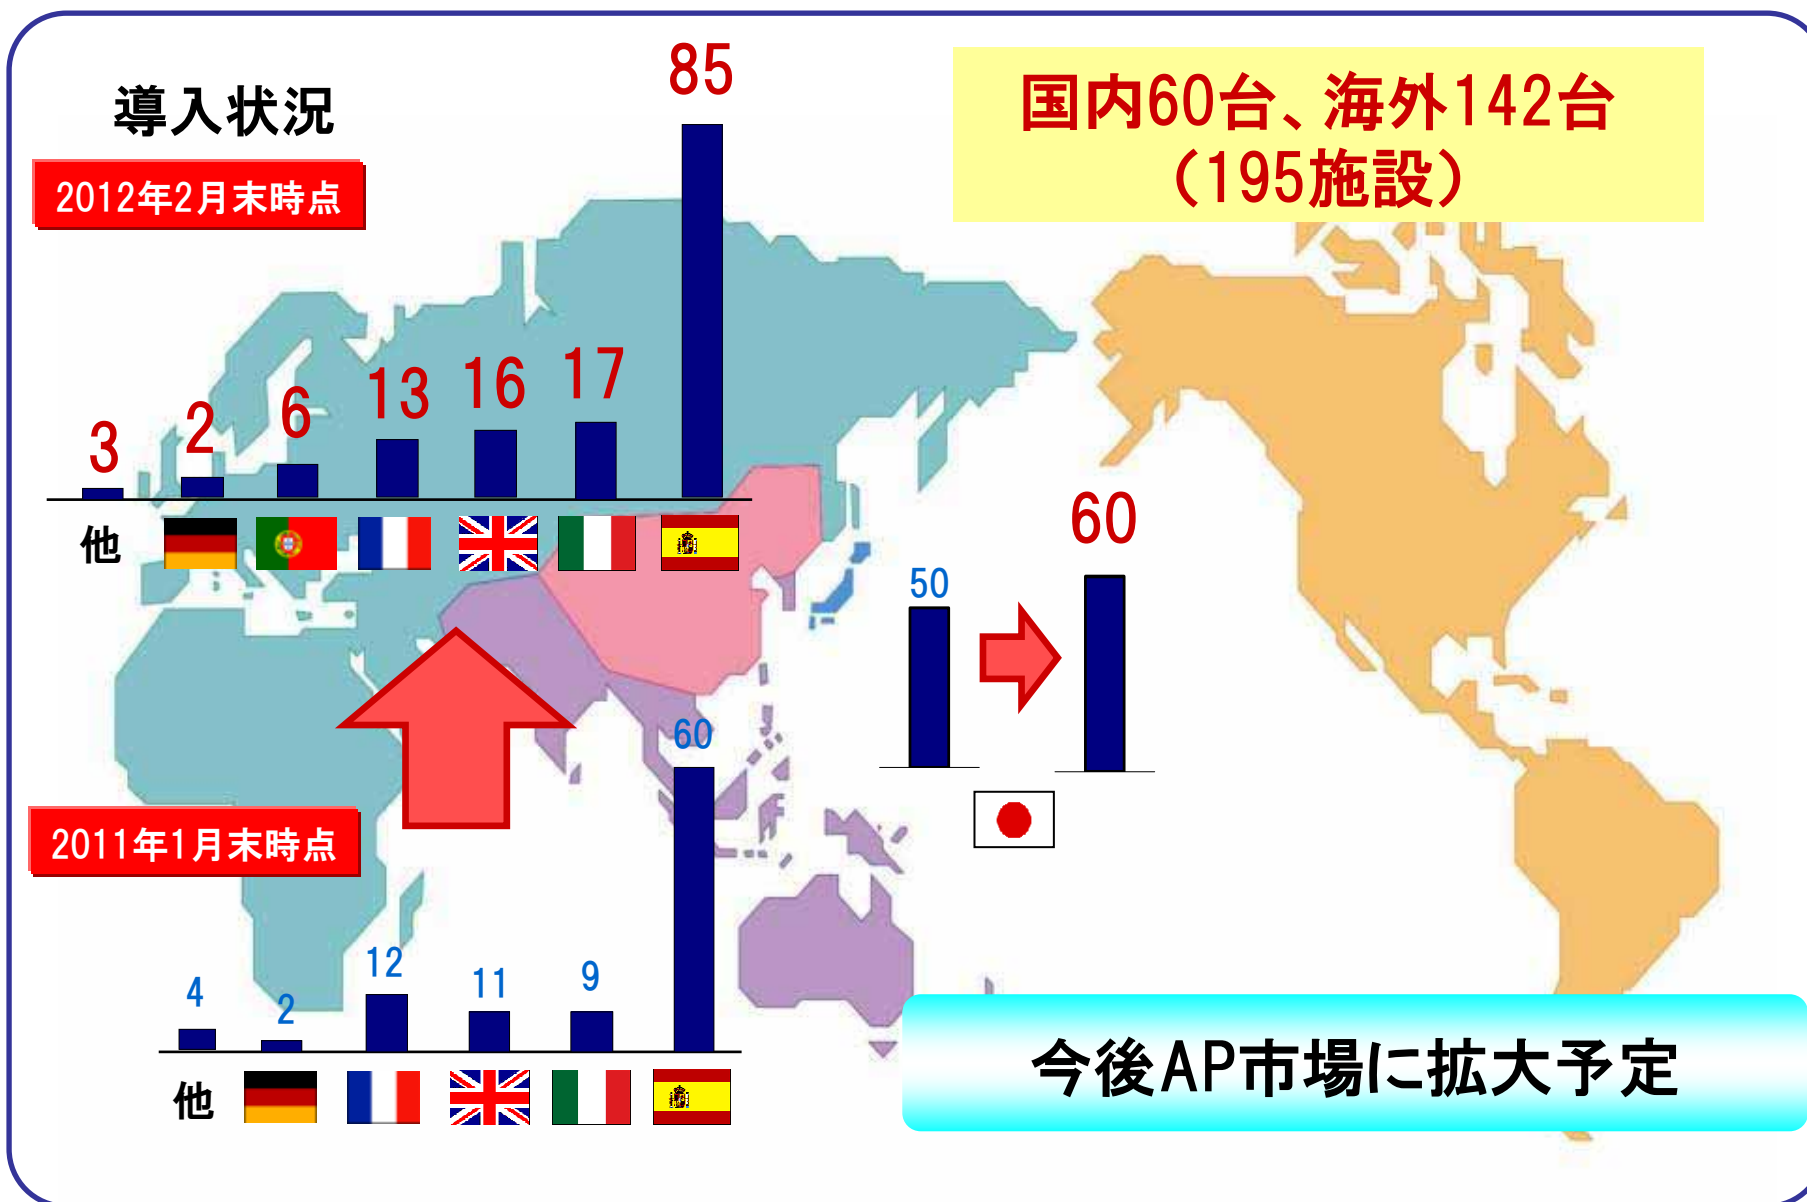 導入状況
2012年2月末時点
国内60台、海外142台
（195施設）
3
2
6
13
16
17
85
他
50
60
2011年1月末時点
4
2
12
11
9
60
他
今後AP市場に拡大予定